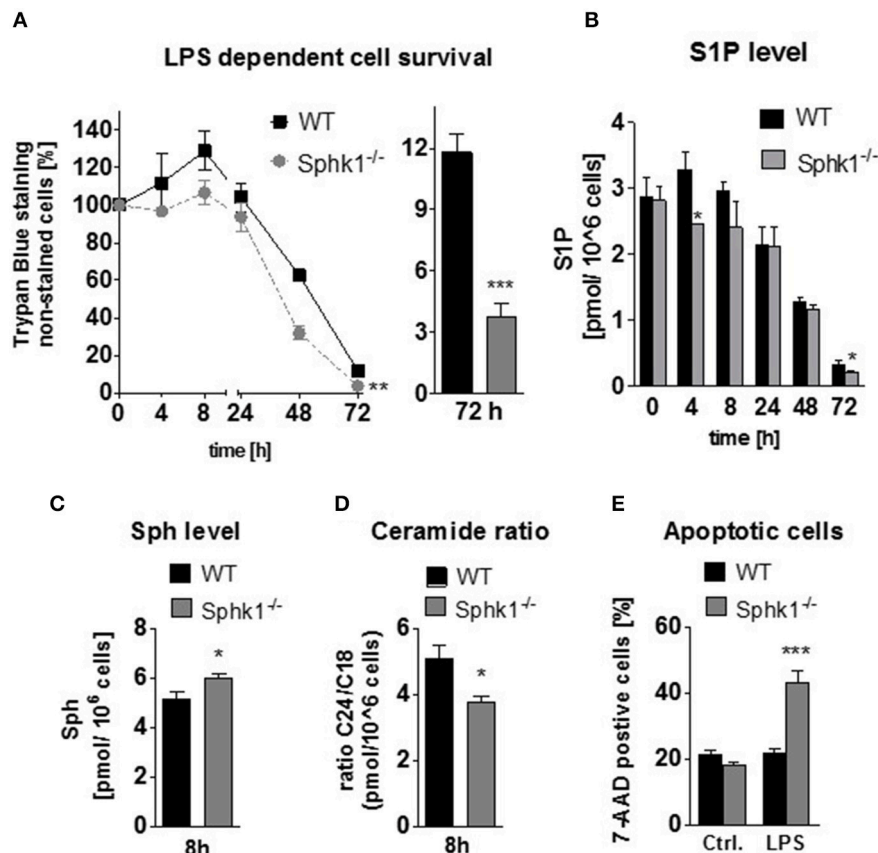 A
LPS dependent cell survival
Trypan Blue staining
non-stained cells [%]
140
120
100
80
60
40
20
0
WT
Sphk1-/-
**
0 4 8 24 48 72
time [h]
12
9
6
3
0
***
72 h
B
S1P level
S1P
[pmol/ 10^6 cells]
4
3
2
1
0
WT
Sphk1-/-
*
*
0 4 8 24 48 72
time [h]
C
Sph level
WT
Sphk1-/-
Sph
[pmol/ 10⁶ cells]
8
6
4
2
0
*
8h
D
Ceramide ratio
WT
Sphk1-/-
ratio C24/C18
(pmol/10^6 cells)
6
4
2
0
*
8h
E
Apoptotic cells
WT
Sphk1-/-
7-AAD postive cells [%]
60
40
20
0
***
Ctrl. LPS